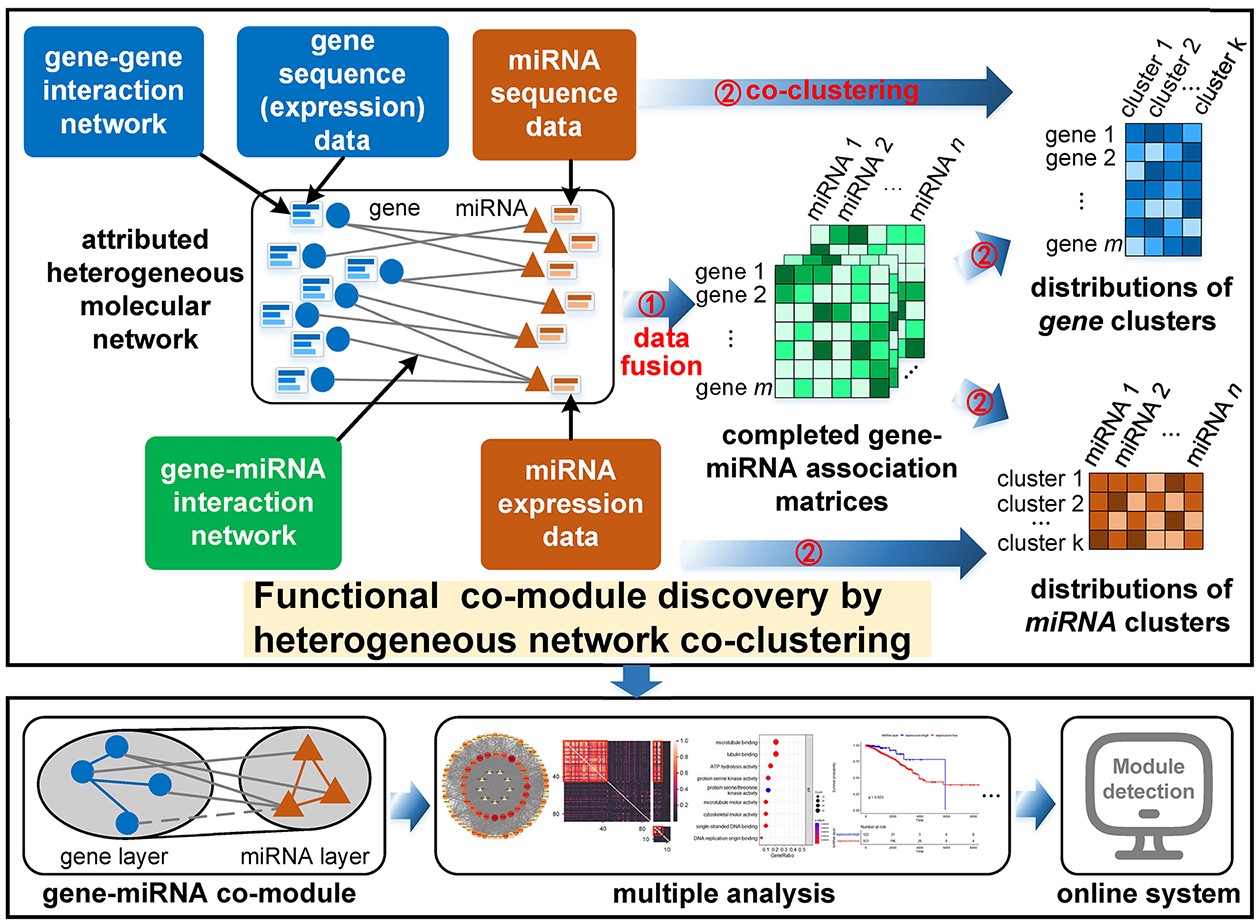 gene-gene
interaction
network
gene
sequence
(expression)
data
miRNA
sequence
data
② co-clustering
cluster 1
cluster 2
...
cluster k
gene 1
gene 2
...
gene m
distributions of
gene clusters
attributed
heterogeneous
molecular
network
gene
miRNA
①
data
fusion
miRNA 1
miRNA 2
...
miRNA n
gene 1
gene 2
...
gene m
...
completed gene-
miRNA association
matrices
②
②
miRNA 1
miRNA 2
...
miRNA n
cluster 1
cluster 2
...
cluster k
distributions of
miRNA clusters
gene-miRNA
interaction
network
miRNA
expression
data
②
Functional co-module discovery by
heterogeneous network co-clustering
gene layer
miRNA layer
gene-miRNA co-module
1.0
0.8
0.6
0.4
0.2
40
80
40
80
10
10
microtubule binding
tubulin binding
ATP hydrolysis activity
protein serine kinase activity
protein serine/threonine
kinase activity
microtubule motor activity
cytoskeletal motor activity
single-stranded DNA binding
DNA replication origin binding
0.1 0.2 0.3 0.4 0.5
GeneRatio
Survival probability
Time
Number at risk
Time
...
multiple analysis
Module
detection
online system